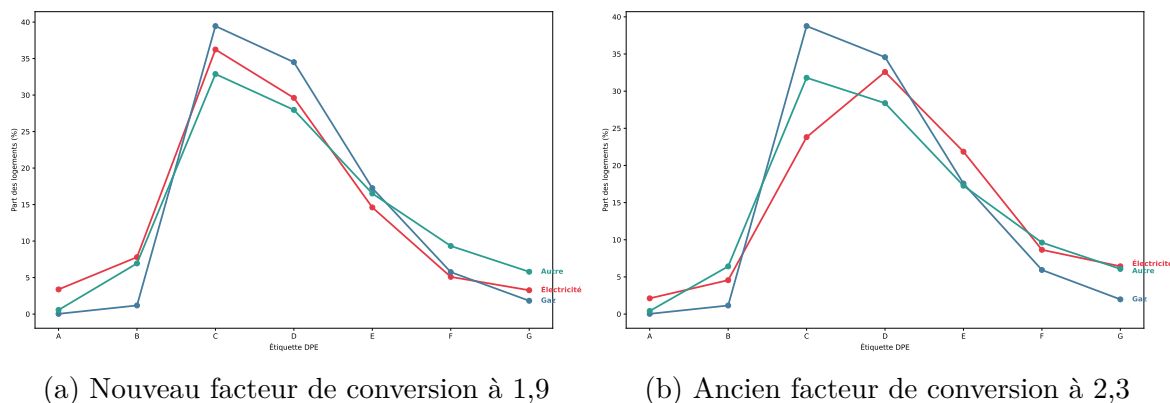 40
35
30
25
20
15
10
5
0
Part des logements (%)
A B C D E F G
Étiquette DPE
Autre
Électricité
Gaz
(a) Nouveau facteur de conversion à 1,9
40
35
30
25
20
15
10
5
0
Part des logements (%)
A B C D E F G
Étiquette DPE
Électricité
Autre
Gaz
(b) Ancien facteur de conversion à 2,3